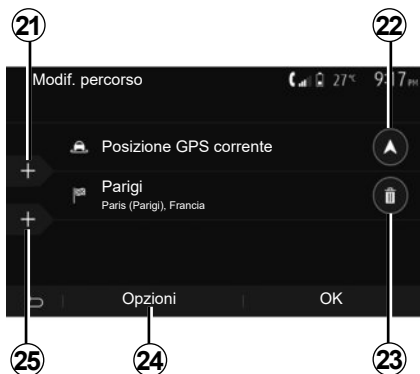 21 22
Modif. percorso 27°C 9:17 PM
Posizione GPS corrente
+
Parigi
Paris (Parigi), Francia
+
Opzioni OK
25 24 23